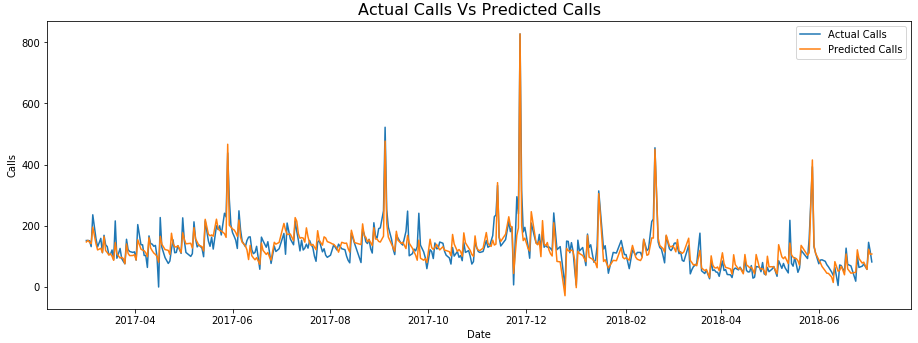 Actual Calls Vs Predicted Calls
Actual Calls
Predicted Calls
800
600
400
200
0
Calls
2017-04
2017-06
2017-08
2017-10
2017-12
2018-02
2018-04
2018-06
Date